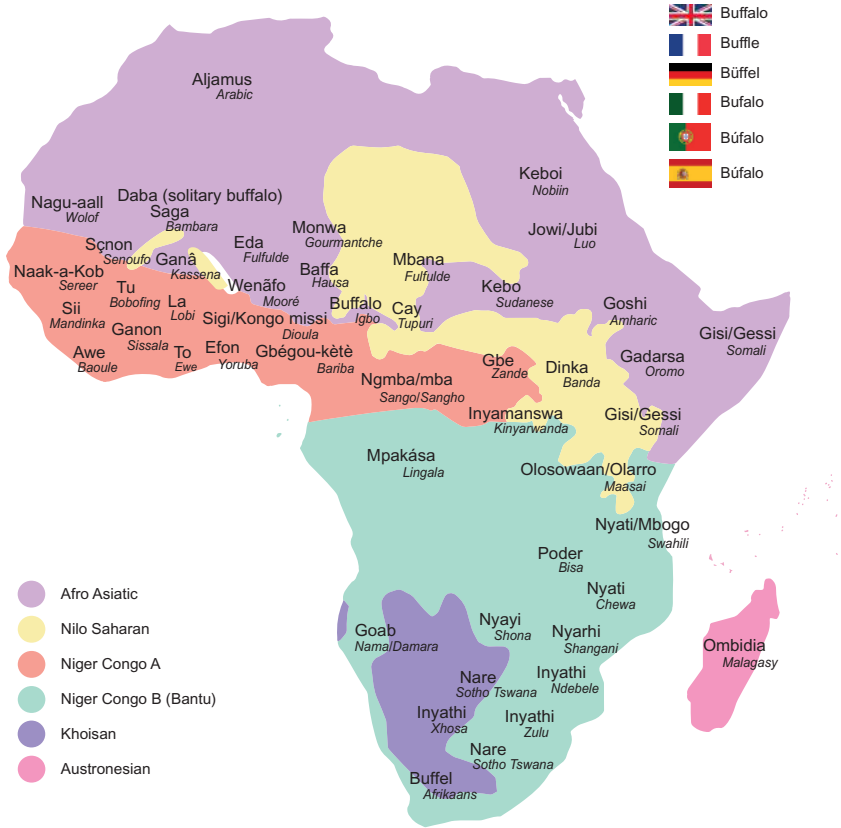 Buffalo
Buffle
Büffel
Bufalo
Búfalo
Búfalo
Aljamus
Arabic
Keboi
Nobiin
Nagu-aall
Wolof
Daba (solitary buffalo)
Saga
Bambara
Monwa
Gourmantche
Jowi/Jubi
Luo
Sçnon
Senoufo
Ganâ
Kassena
Eda
Fulfulde
Mbana
Fulfulde
Naak-a-Kob
Sereer
Tu
Bobofing
Wenãfo
Mooré
Baffa
Hausa
Kebo
Sudanese
Sii
Mandinka
La
Lobi
Buffalo
Igbo
Cay
Tupuri
Goshi
Amharic
Ganon
Sissala
Sigi/Kongo missi
Dioula
Gisi/Gessi
Somali
Awe
Baoule
To
Ewe
Efon
Yoruba
Gbégou-kètè
Bariba
Gbe
Zande
Dinka
Banda
Gadarsa
Oromo
Ngmba/mba
Sango/Sangho
Inyamanswa
Kinyarwanda
Gisi/Gessi
Somali
Mpakása
Lingala
Olosowaan/Olarro
Maasai
Nyati/Mbogo
Swahili
Poder
Bisa
Nyati
Chewa
Goab
Nama/Damara
Nyayi
Shona
Nyarhi
Shangani
Ombidia
Malagasy
Nare
Sotho Tswana
Inyathi
Ndebele
Inyathi
Xhosa
Inyathi
Zulu
Nare
Sotho Tswana
Buffel
Afrikaans
Afro Asiatic
Nilo Saharan
Niger Congo A
Niger Congo B (Bantu)
Khoisan
Austronesian